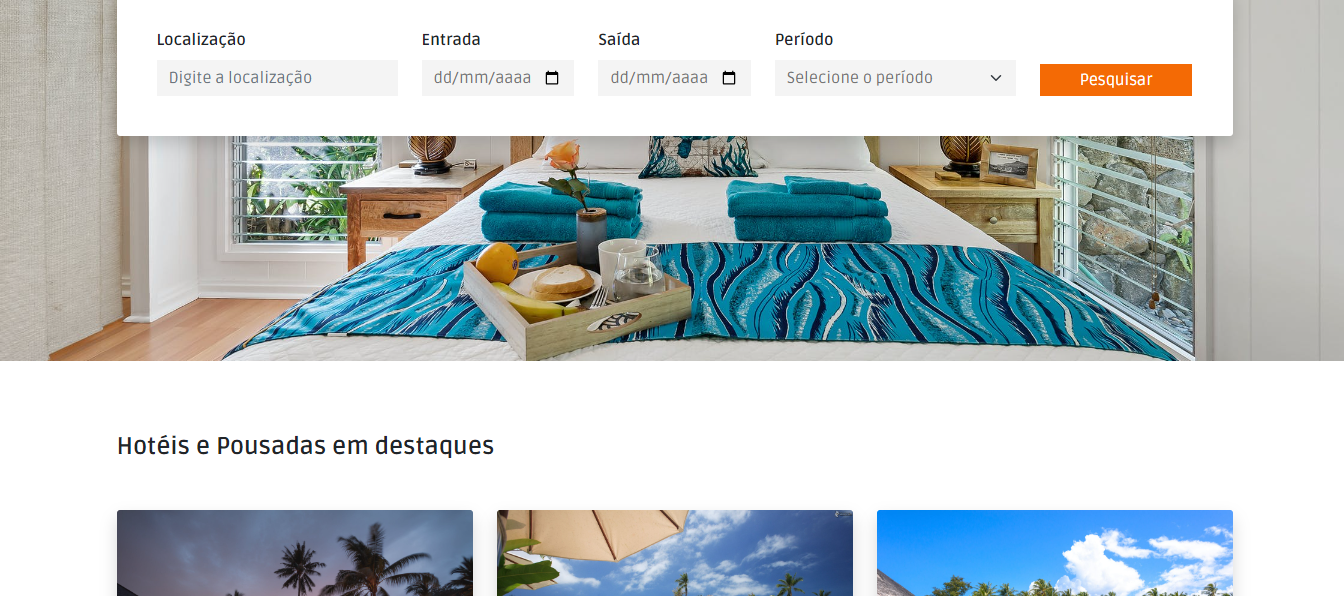 Localização Entrada Saída Período
Digite a localização dd/mm/aaaa dd/mm/aaaa Selecione o período Pesquisar
Hotéis e Pousadas em destaques